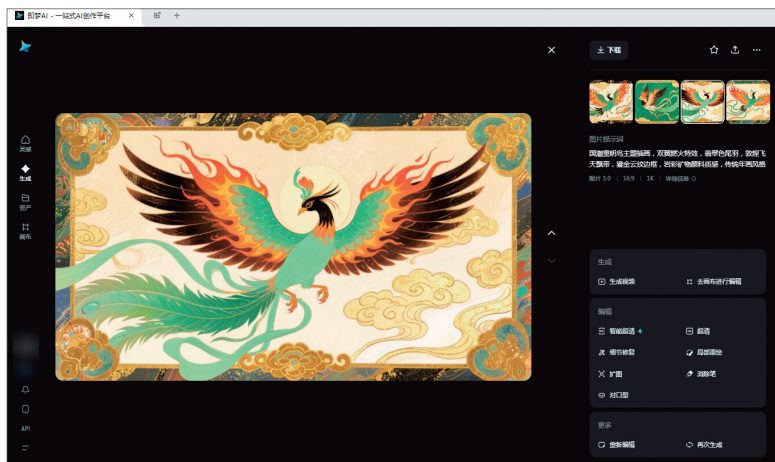 即梦AI - 一站式AI创作平台
下载
图片提示词
国潮重明鸟主题插画，双翼燃火特效，翡翠色尾羽，敦煌飞
天飘带，鎏金云纹边框，岩彩矿物颜料质感，传统年画风格
图片 3.0 | 16:9 | 1K | 详细信息
灵感
生成
资产
画布
API
生成
生成视频
去画布进行编辑
编辑
智能超清
超清
细节修复
局部重绘
扩图
消除笔
对口型
更多
重新编辑
再次生成